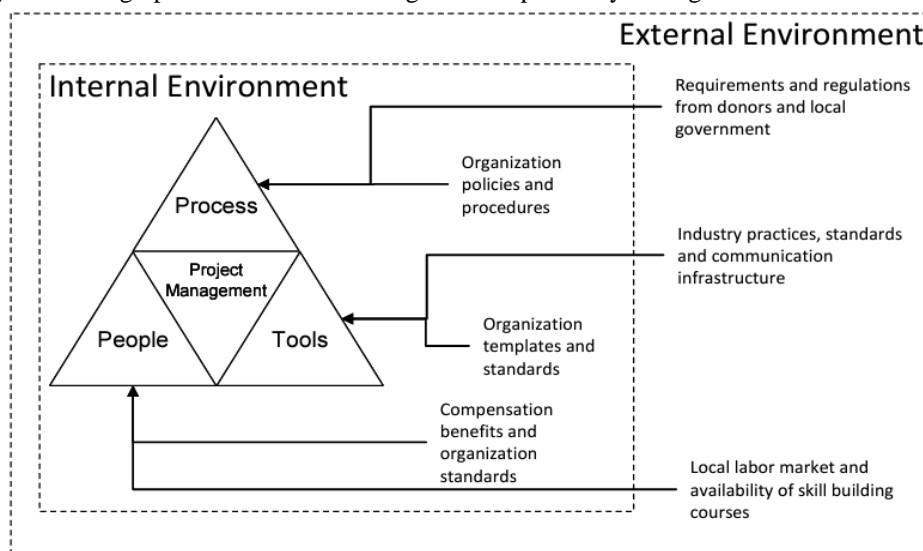 External Environment
Internal Environment
Requirements and regulations
from donors and local
government
Organization
policies and
procedures
Process
Industry practices, standards
and communication
infrastructure
Project
Management
People
Tools
Organization
templates and
standards
Compensation
benefits and
organization
standards
Local labor market and
availability of skill building
courses